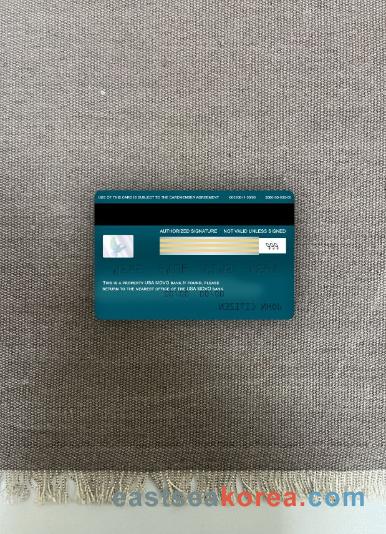 USE OF THIS CARD IS SUBJECT TO THE CARDMEMBER AGREEMENT
AUTHORIZED SIGNATURE NOT VALID UNLESS SIGNED
999
THIS IS A PROPERTY USA MOVO BANK IF FOUND, PLEASE
RETURN TO THE NEAREST OFFICE OF THE USA MOVO BANK
JOHN CITIZEN
eastseakorea.com